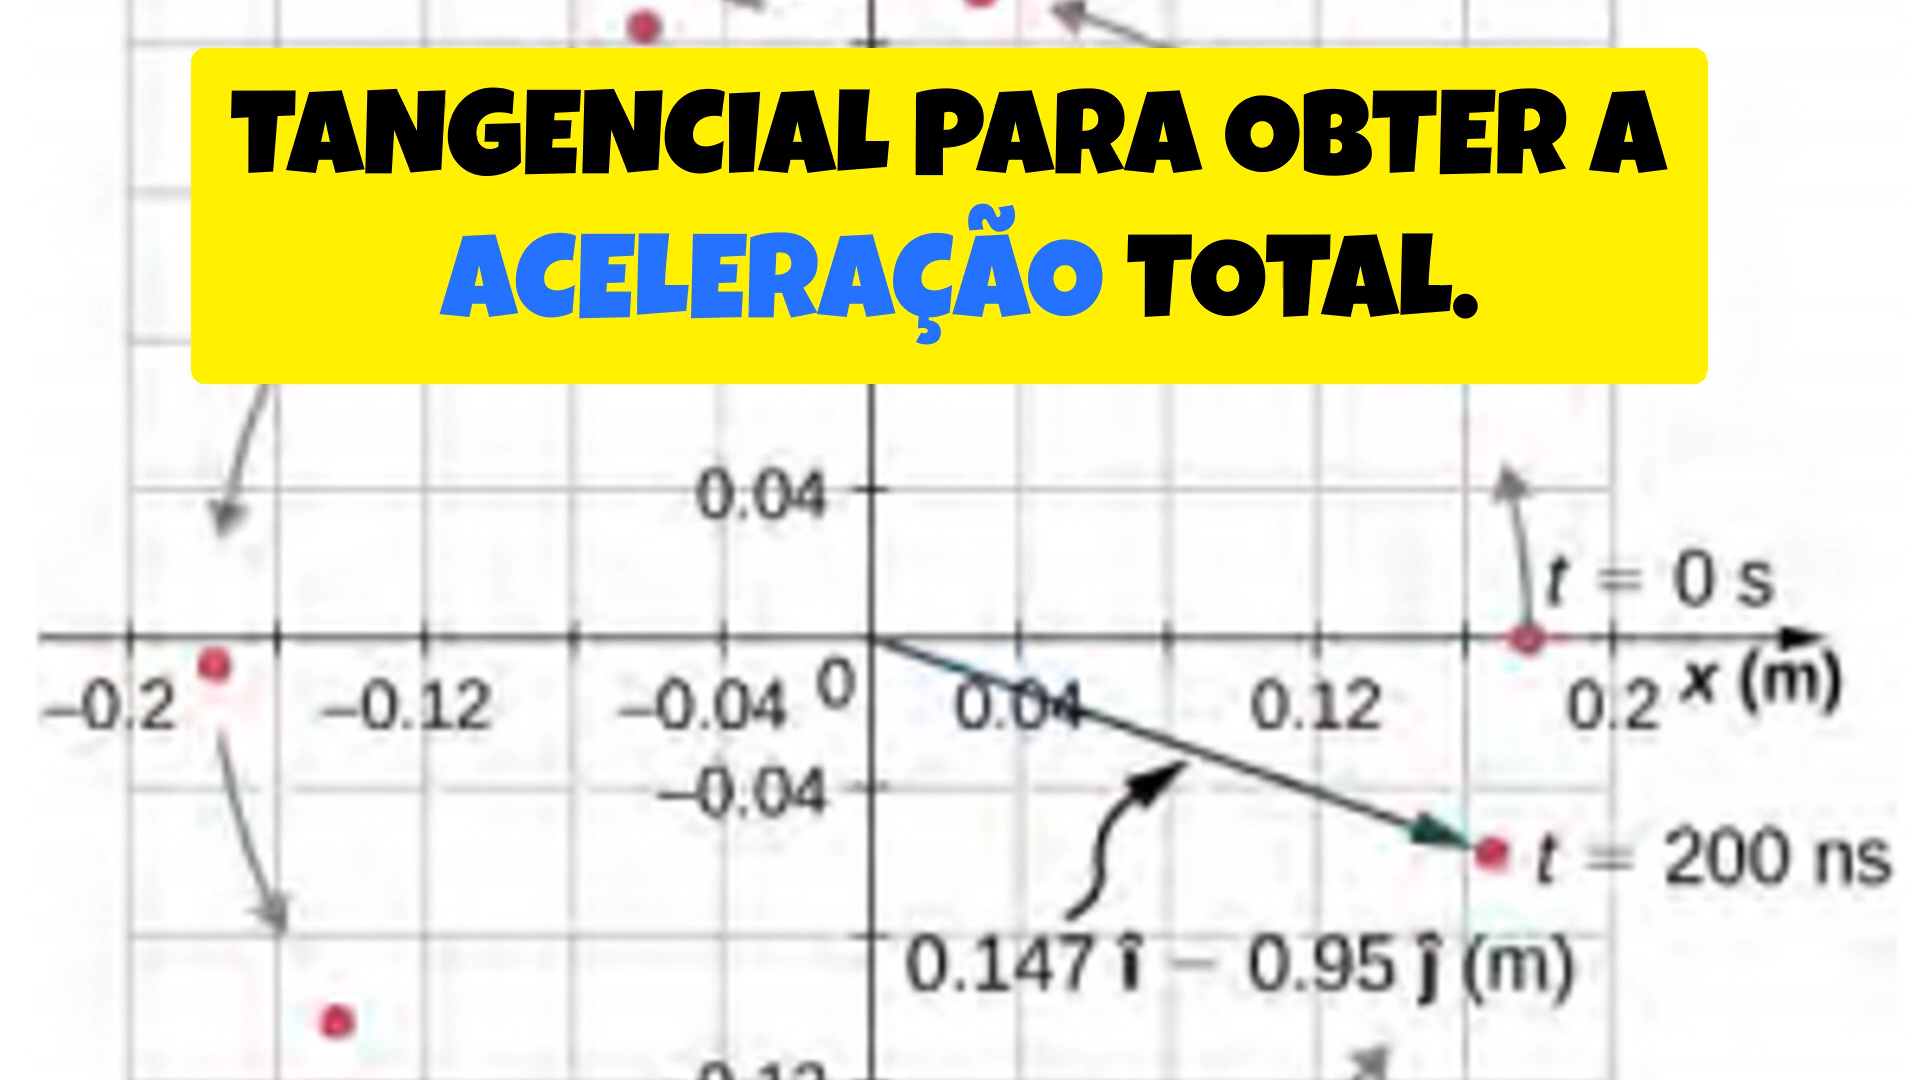 TANGENCIAL PARA OBTER A
ACELERAÇÃO TOTAL.
0.04
t = 0 s
–0.2 –0.12 –0.04 0 0.04 0.12 0.2 x (m)
–0.04
t = 200 ns
0.147 î – 0.95 ĵ (m)